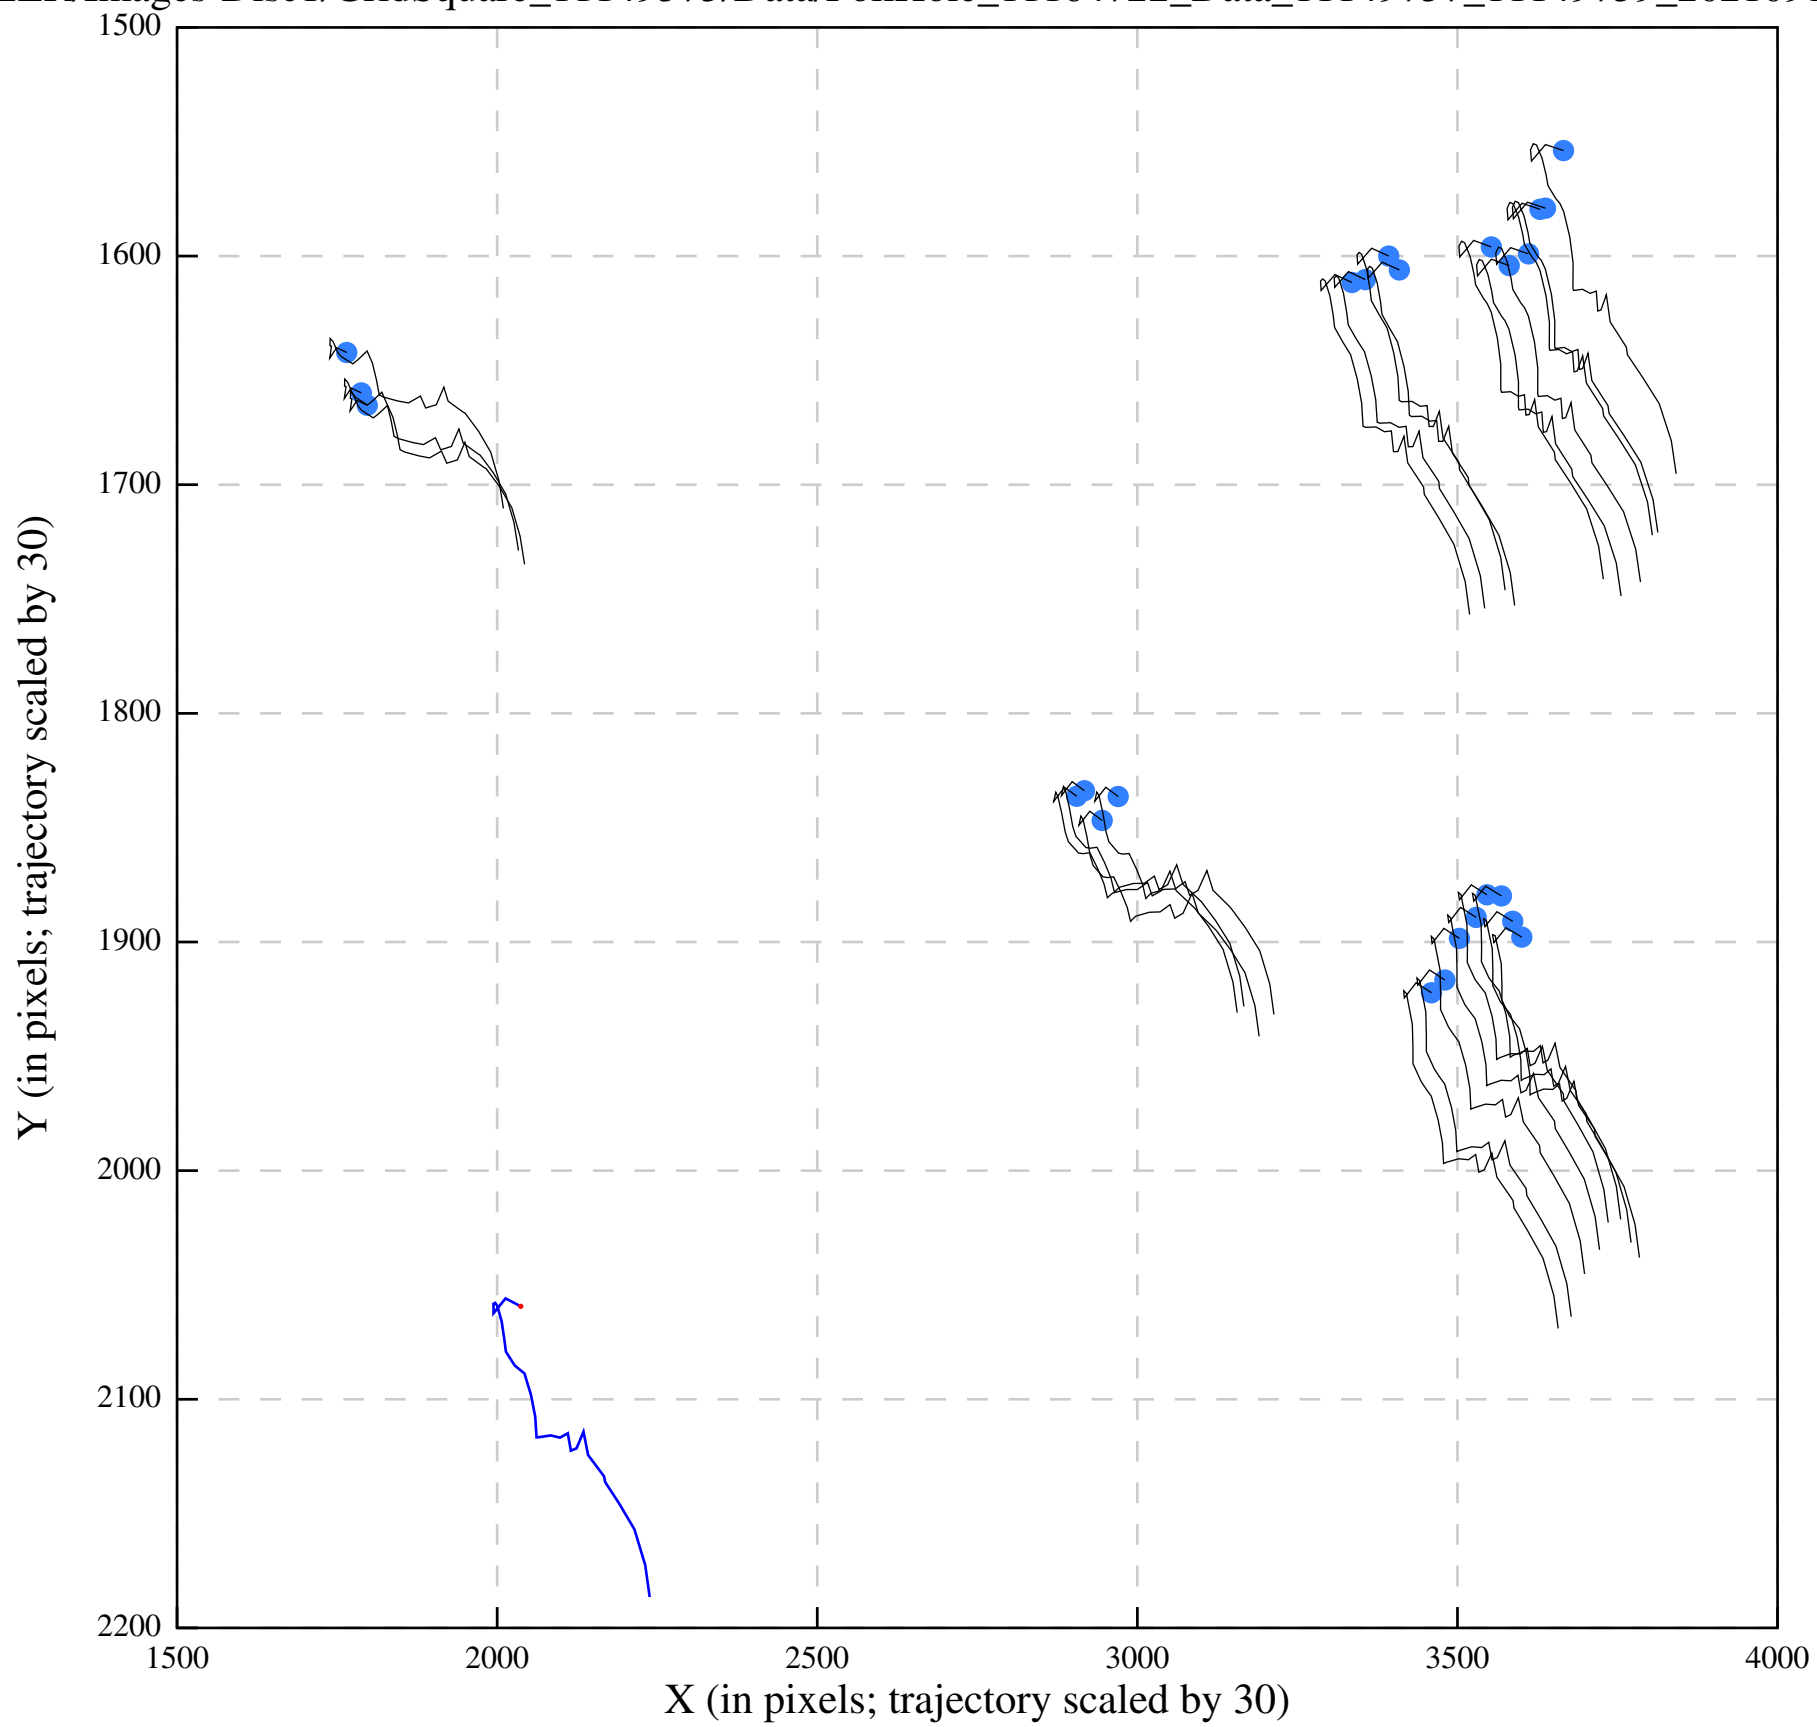 1500
1600
1700
1800
1900
2000
2100
2200
1500 2000 2500 3000 3500 4000
X (in pixels; trajectory scaled by 30)
Y (in pixels; trajectory scaled by 30)